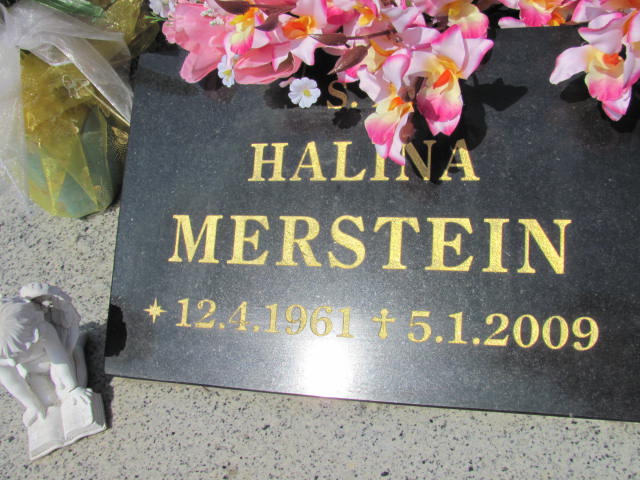 S.
HALINA
MERSTEIN
* 12.4.1961 † 5.1.2009